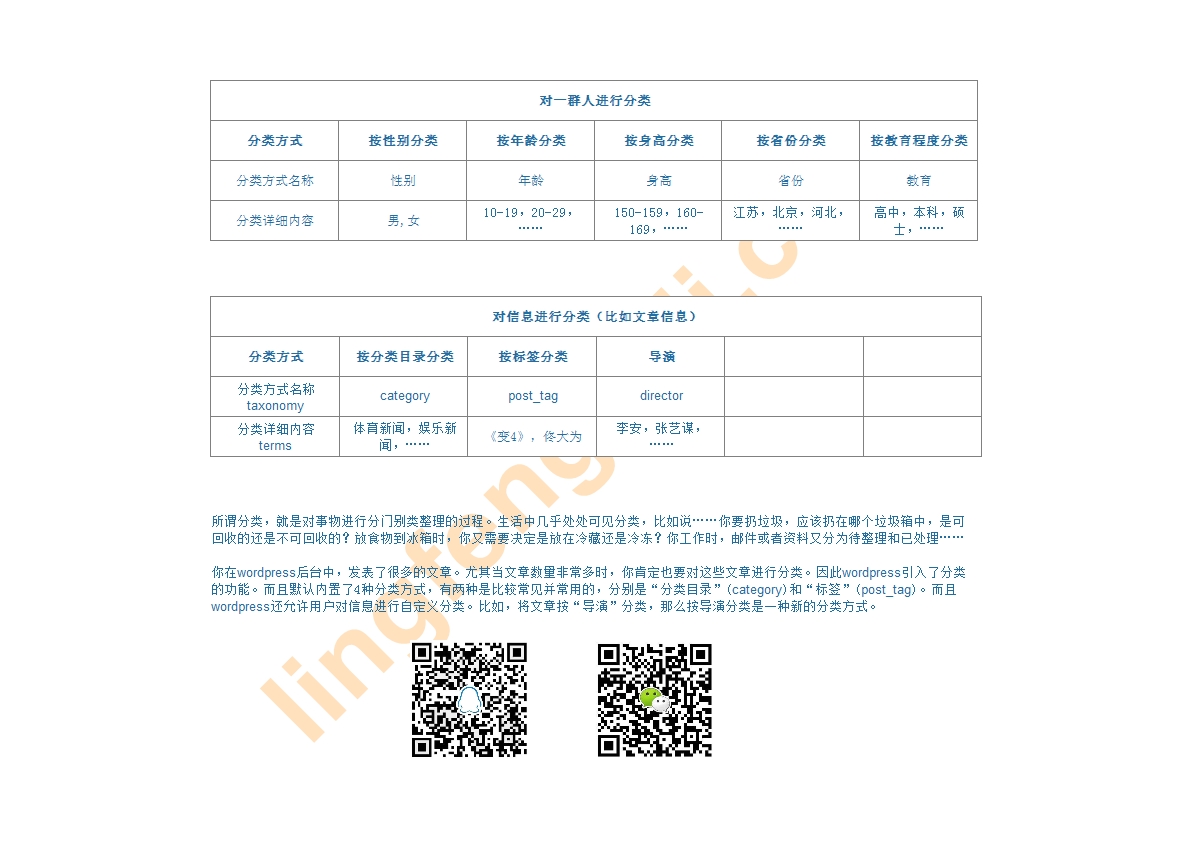 对一群人进行分类
分类方式 按性别分类 按年龄分类 按身高分类 按省份分类 按教育程度分类
分类方式名称 性别 年龄 身高 省份 教育
分类详细内容 男,女 10-19，20-29，…… 150-159，160-169，…… 江苏，北京，河北，…… 高中，本科，硕士，……
对信息进行分类（比如文章信息）
分类方式 按分类目录分类 按标签分类 导演
分类方式名称 taxonomy category post_tag director
分类详细内容 terms 体育新闻，娱乐新闻，…… 《变4》，佟大为 李安，张艺谋，……
所谓分类，就是对事物进行分门别类整理的过程。生活中几乎处处可见分类，比如说……你要扔垃圾，应该扔在哪个垃圾箱中，是可
回收的还是不可回收的？放食物到冰箱时，你又需要决定是放在冷藏还是冷冻？你工作时，邮件或者资料又分为待整理和已处理……
你在wordpress后台中，发表了很多的文章。尤其当文章数量非常多时，你肯定也要对这些文章进行分类。因此wordpress引入了分类
的功能。而且默认内置了4种分类方式，有两种是比较常见并常用的，分别是“分类目录”(category)和“标签”(post_tag)。而且
wordpress还允许用户对信息进行自定义分类。比如，将文章按“导演”分类，那么按导演分类是一种新的分类方式。